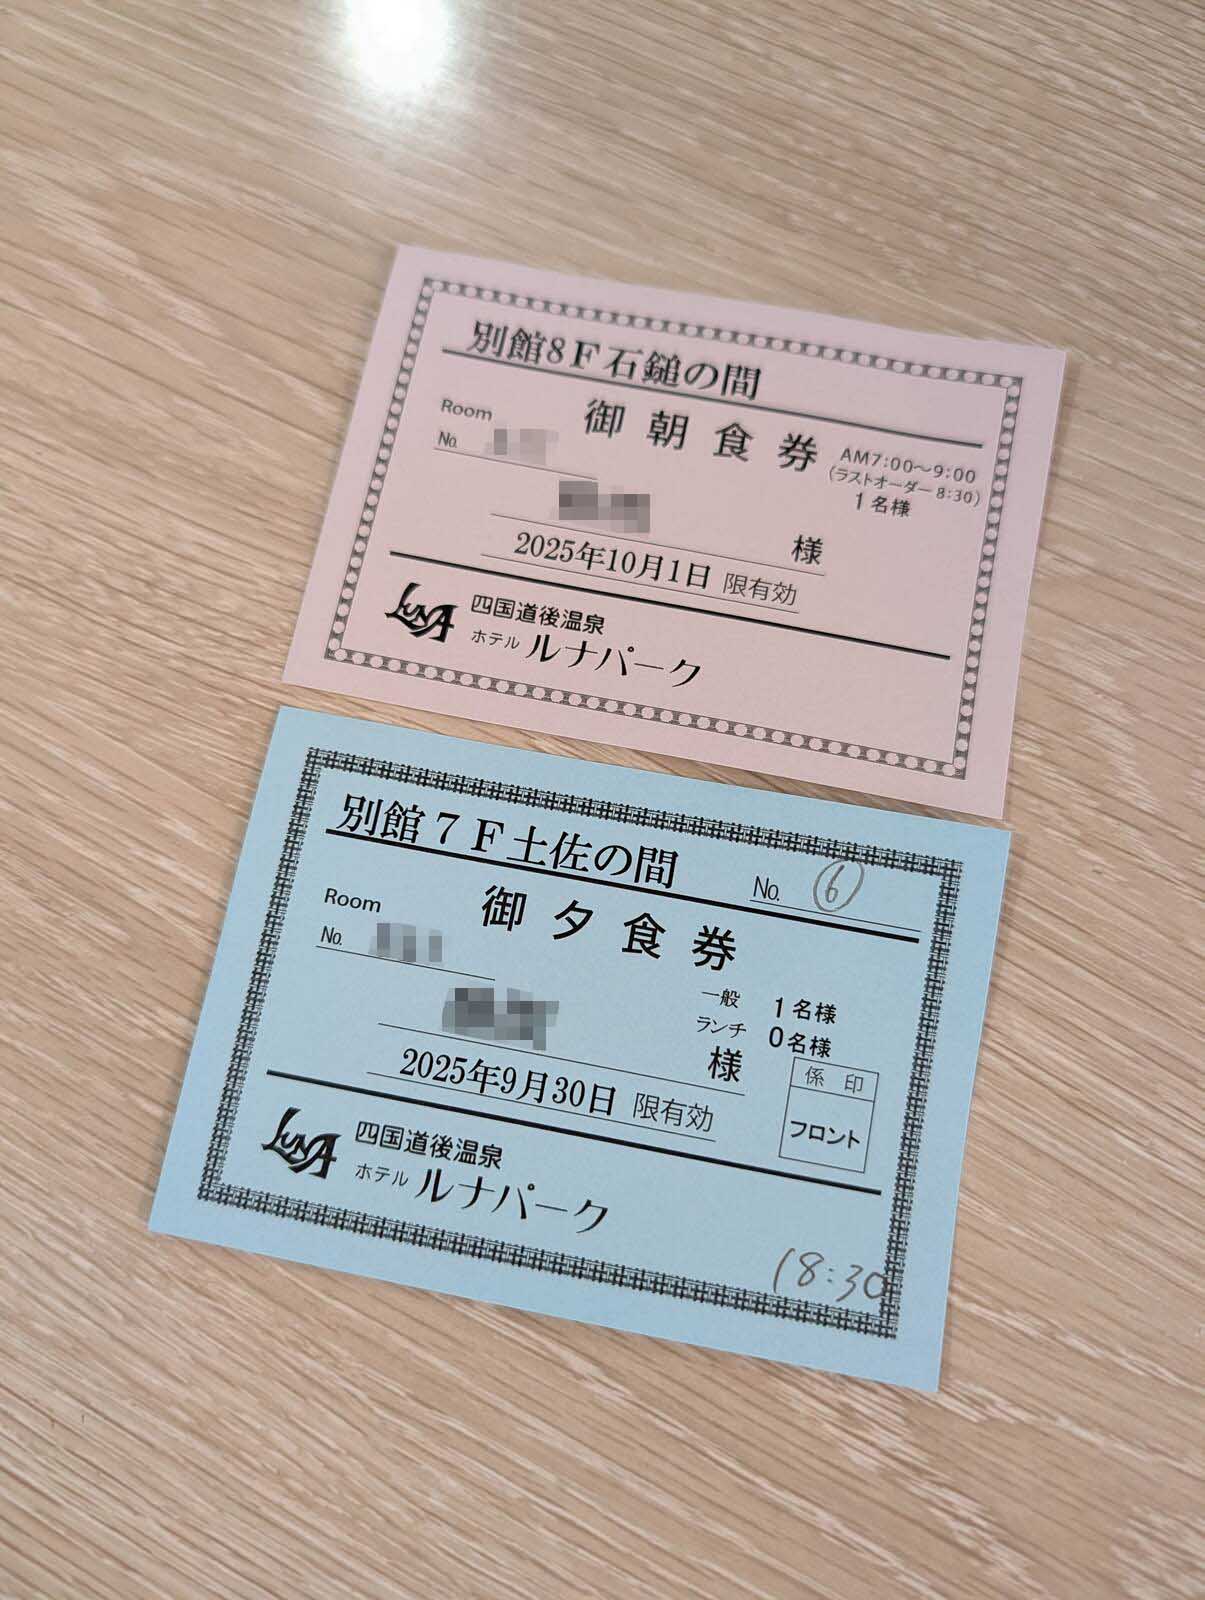 別館8F石鎚の間
御朝食券
Room
No.
AM7:00～9:00
(ラストオーダー8:30)
1名様
様
2025年10月1日 限有効
LUNA
四国道後温泉
ホテル ルナパーク
別館7F土佐の間
No. ⑥
御夕食券
Room
No.
一般 1名様
ランチ 0名様
様
係印
フロント
2025年9月30日 限有効
LUNA
四国道後温泉
ホテル ルナパーク
18:30